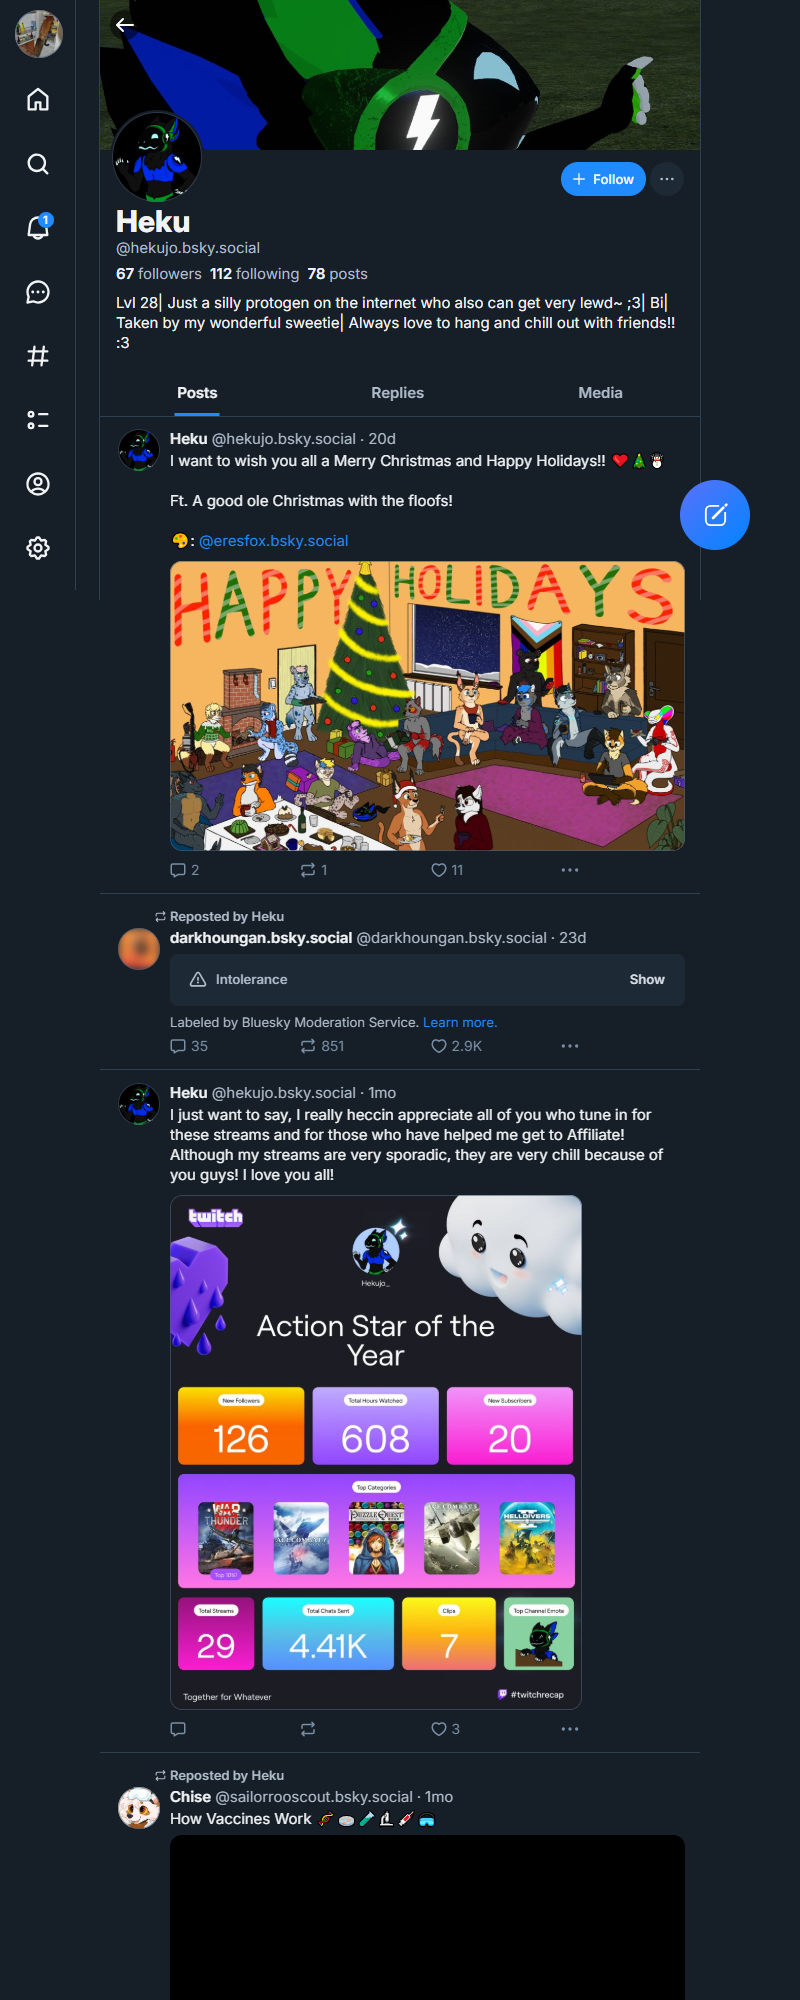 1
+ Follow
Heku
@hekujo.bsky.social
67 followers 112 following 78 posts
Lvl 28| Just a silly protogen on the internet who also can get very lewd~ ;3| Bi|
Taken by my wonderful sweetie| Always love to hang and chill out with friends!!
:3
Posts Replies Media
Heku @hekujo.bsky.social · 20d
I want to wish you all a Merry Christmas and Happy Holidays!! ❤️🎄⛄
Ft. A good ole Christmas with the floofs!
🎨: @eresfox.bsky.social
HAPPY HOLIDAYS
2 1 11
Reposted by Heku
darkhoungan.bsky.social @darkhoungan.bsky.social · 23d
Intolerance Show
Labeled by Bluesky Moderation Service. Learn more.
35 851 2.9K
Heku @hekujo.bsky.social · 1mo
I just want to say, I really heccin appreciate all of you who tune in for
these streams and for those who have helped me get to Affiliate!
Although my streams are very sporadic, they are very chill because of
you guys! I love you all!
twitch
Hekujo_
Action Star of the
Year
New Followers Total Hours Watched New Subscribers
126 608 20
Top Categories
WAR THUNDER
ACE COMBAT 7
PUZZLE QUEST
ACE COMBAT
HELLDIVERS
Top 10%!
Total Streams Total Chats Sent Clips Top Channel Emote
29 4.41K 7
Together for Whatever #twitchrecap
3
Reposted by Heku
Chise @sailorrooscout.bsky.social · 1mo
How Vaccines Work 🧬🧫🧪🔬💉🥽